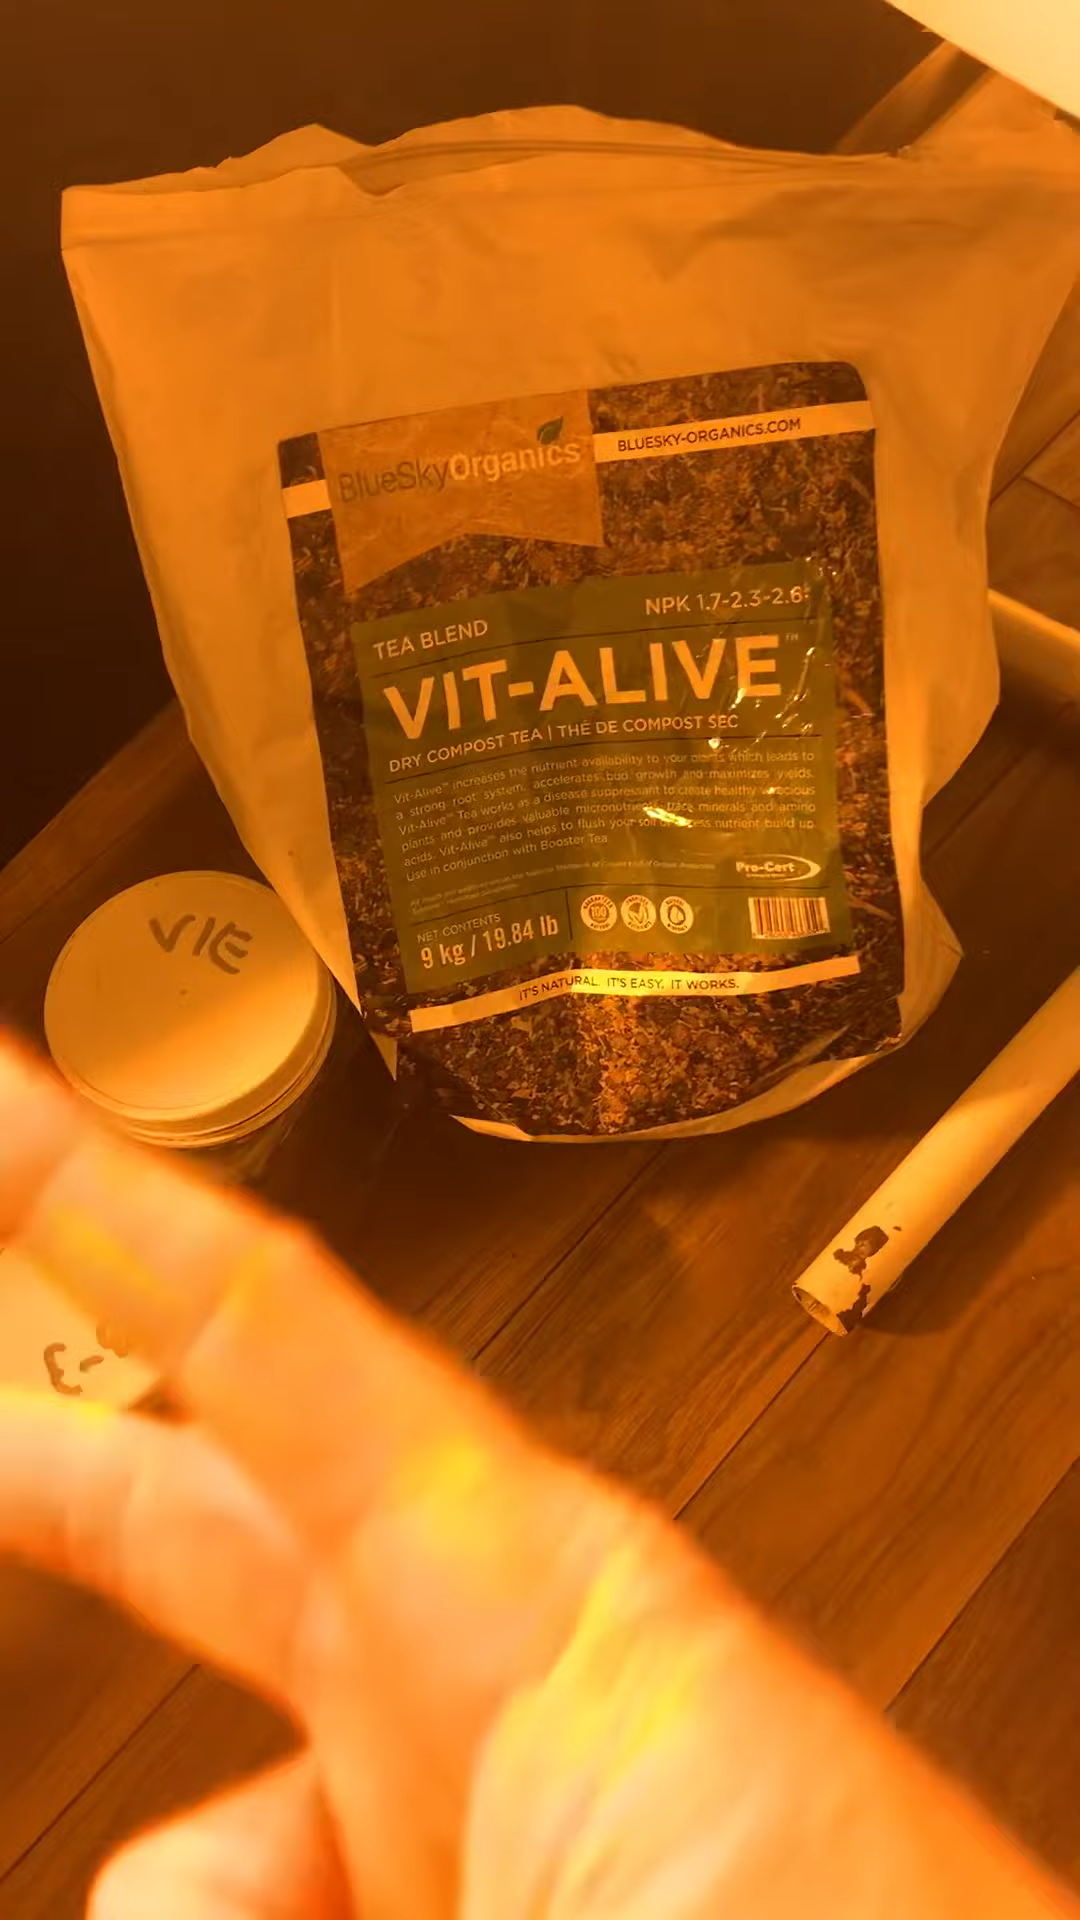 BlueSkyOrganics
BLUESKY-ORGANICS.COM
NPK 1.7-2.3-2.6
TEA BLEND
VIT-ALIVE™
DRY COMPOST TEA | THÉ DE COMPOST SEC
Vit-Alive™ increases the nutrient availability to your plants which leads to
a strong root system, accelerates bud growth and maximizes yields.
Vit-Alive™ Tea works as a disease suppressant to create healthy
plants and provides valuable micronutrients, trace minerals and amino
acids. Vit-Alive™ also helps to flush your soil of excess nutrient build up.
Use in conjunction with Booster Tea
Pro-Cert
NET CONTENTS
9 kg / 19.84 lb
100
IT'S NATURAL. IT'S EASY. IT WORKS.
VIE
E-